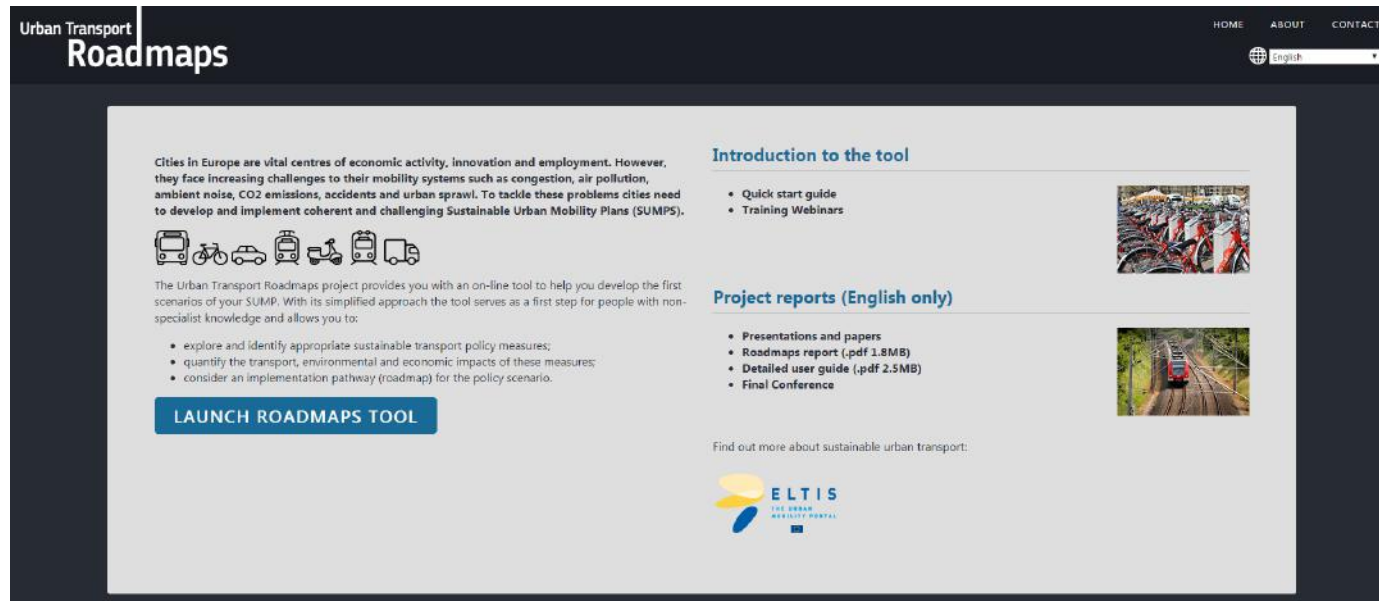 Urban Transport
Roadmaps
HOME ABOUT CONTACT
English
Cities in Europe are vital centres of economic activity, innovation and employment. However,
they face increasing challenges to their mobility systems such as congestion, air pollution,
ambient noise, CO2 emissions, accidents and urban sprawl. To tackle these problems cities need
to develop and implement coherent and challenging Sustainable Urban Mobility Plans (SUMPS).
The Urban Transport Roadmaps project provides you with an on-line tool to help you develop the first
scenarios of your SUMP. With its simplified approach the tool serves as a first step for people with non-
specialist knowledge and allows you to:
• explore and identify appropriate sustainable transport policy measures;
• quantify the transport, environmental and economic impacts of these measures;
• consider an implementation pathway (roadmap) for the policy scenario.
LAUNCH ROADMAPS TOOL
Introduction to the tool
• Quick start guide
• Training Webinars
Project reports (English only)
• Presentations and papers
• Roadmaps report (.pdf 1.8MB)
• Detailed user guide (.pdf 2.5MB)
• Final Conference
Find out more about sustainable urban transport:
ELTIS
THE URBAN
MOBILITY PORTAL